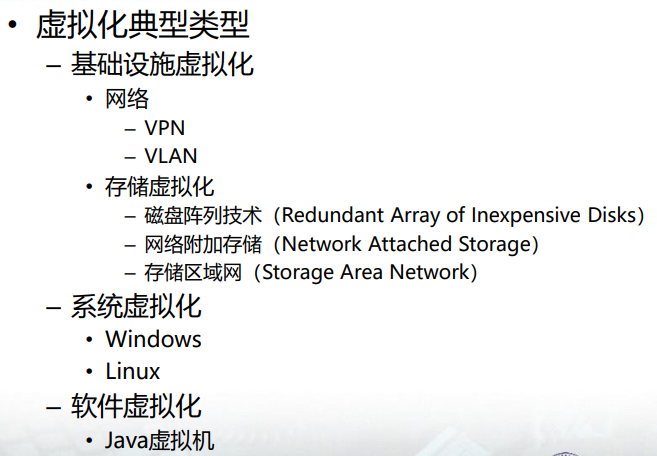 • 虚拟化典型类型
– 基础设施虚拟化
• 网络
– VPN
– VLAN
• 存储虚拟化
– 磁盘阵列技术（Redundant Array of Inexpensive Disks）
– 网络附加存储（Network Attached Storage）
– 存储区域网（Storage Area Network）
– 系统虚拟化
• Windows
• Linux
– 软件虚拟化
• Java虚拟机